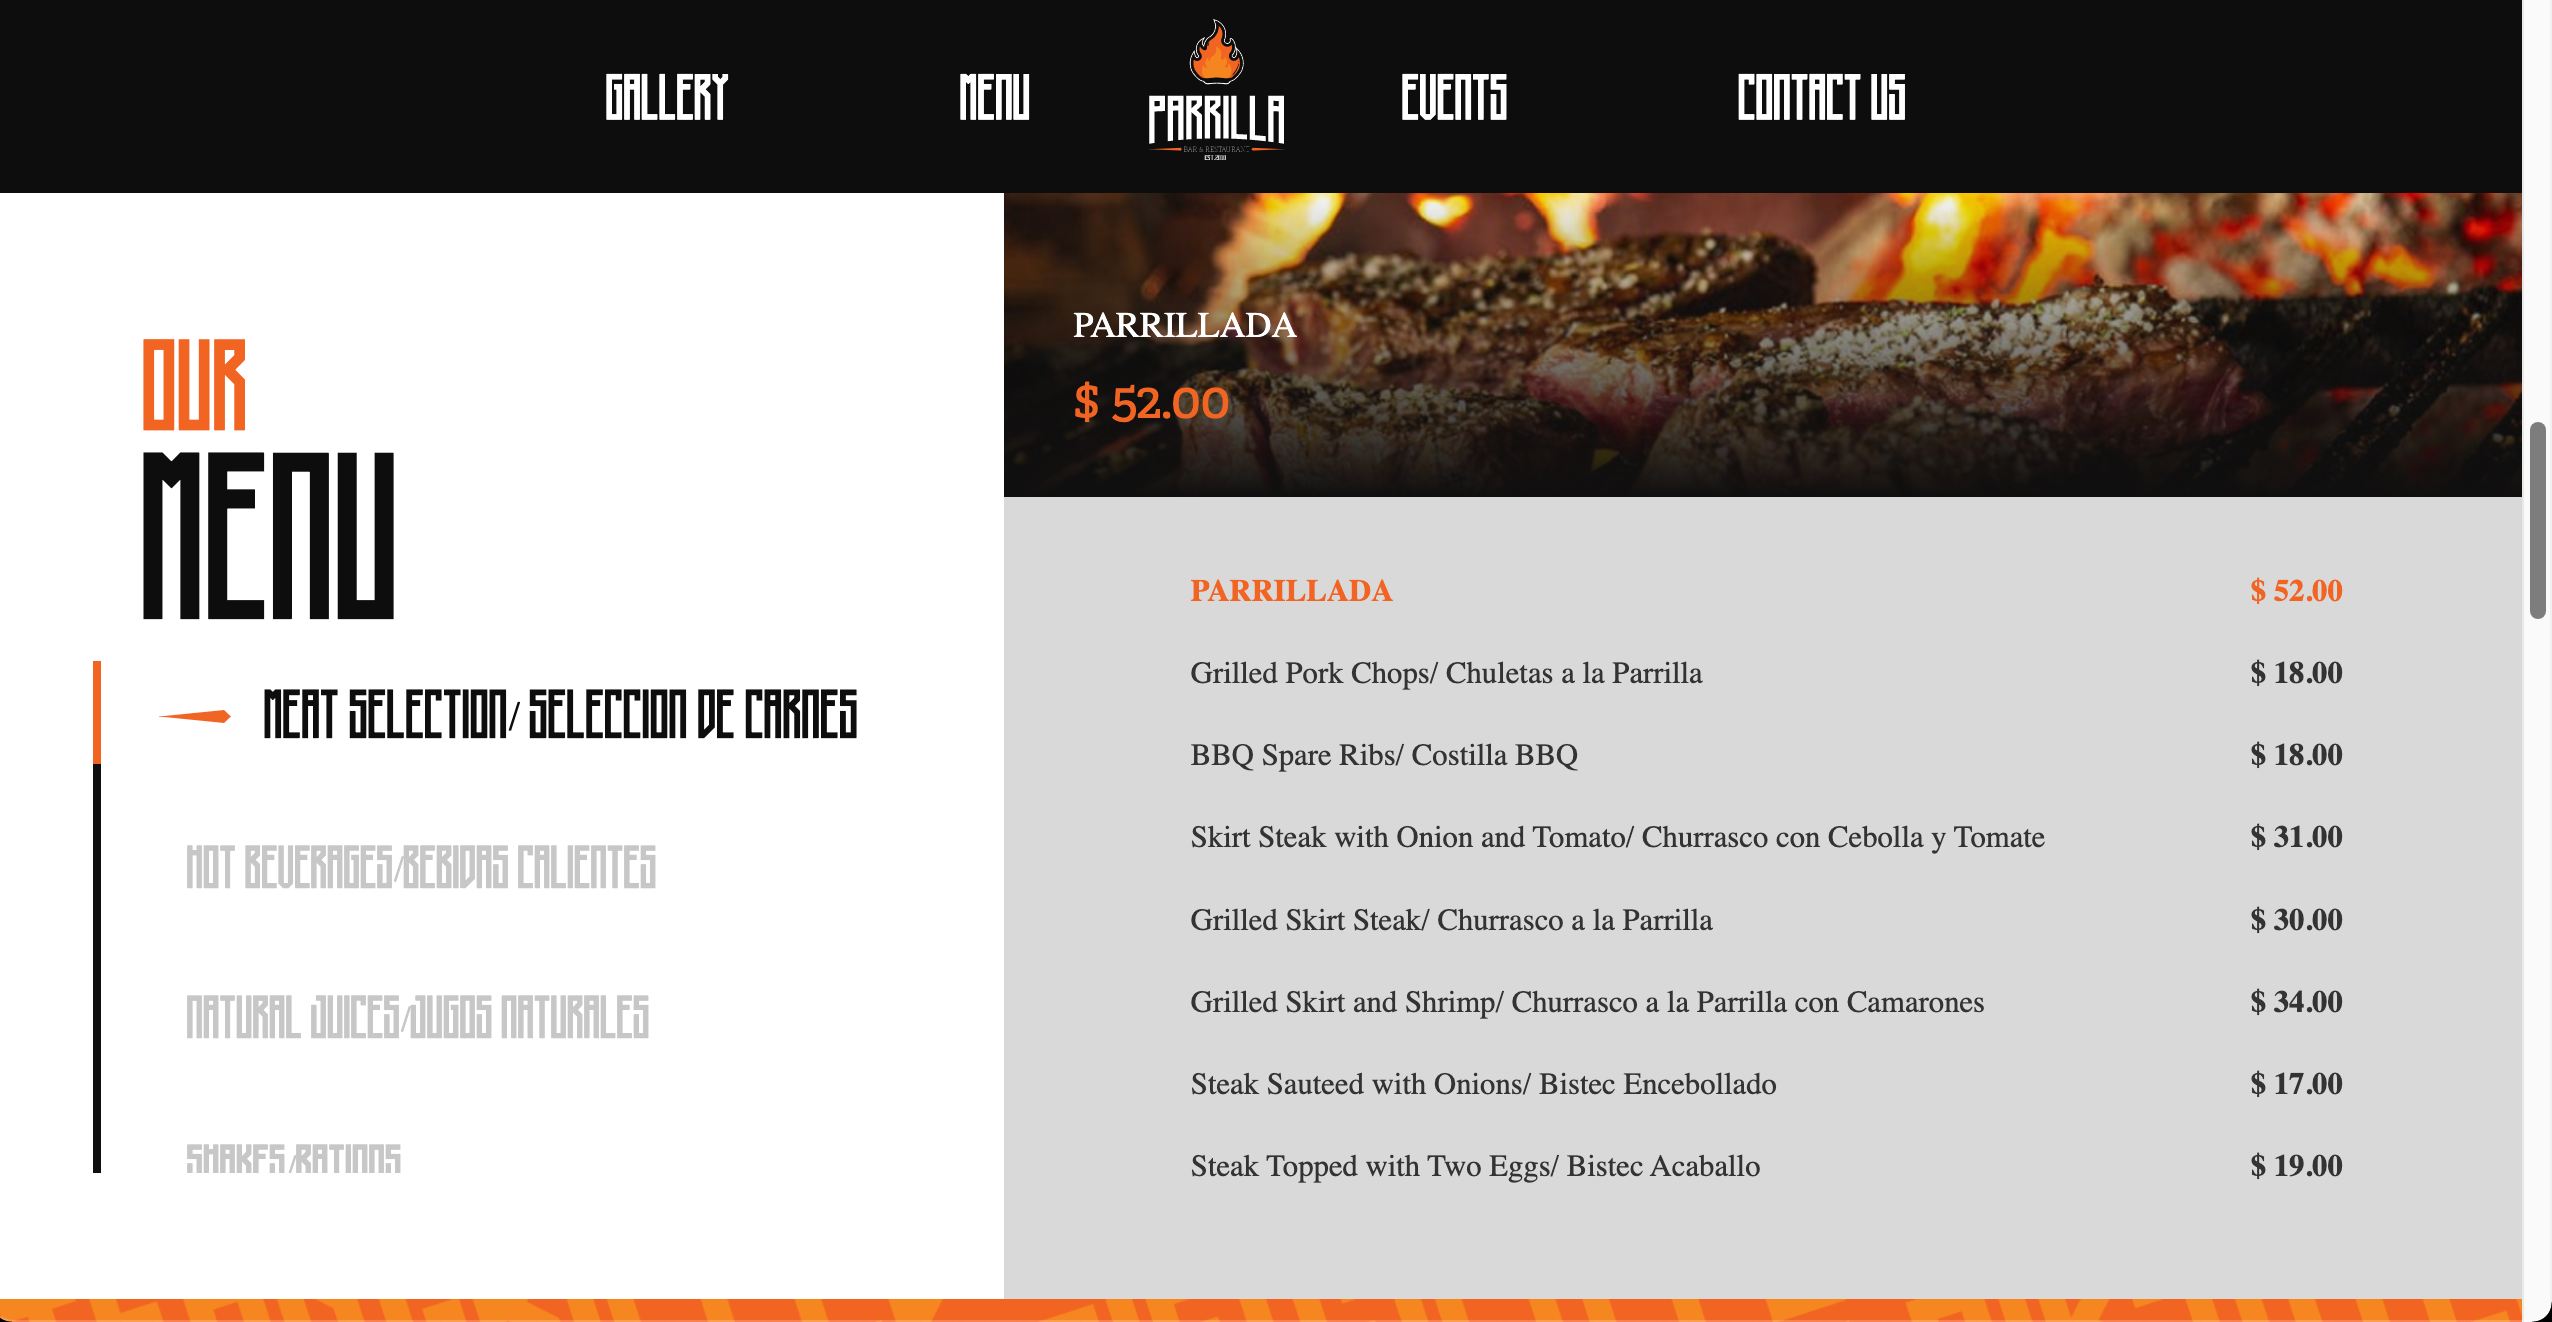 GALLERY
MENU
PARRILLA
BAR & RESTAURANT
EVENTS
CONTACT US
OUR
MENU
MEAT SELECTION/ SELECCION DE CARNES
HOT BEVERAGES/BEBIDAS CALIENTES
NATURAL JUICES/JUGOS NATURALES
SHAKES/BATIDOS
PARRILLADA
$ 52.00
PARRILLADA $ 52.00
Grilled Pork Chops/ Chuletas a la Parrilla $ 18.00
BBQ Spare Ribs/ Costilla BBQ $ 18.00
Skirt Steak with Onion and Tomato/ Churrasco con Cebolla y Tomate $ 31.00
Grilled Skirt Steak/ Churrasco a la Parrilla $ 30.00
Grilled Skirt and Shrimp/ Churrasco a la Parrilla con Camarones $ 34.00
Steak Sauteed with Onions/ Bistec Encebollado $ 17.00
Steak Topped with Two Eggs/ Bistec Acaballo $ 19.00